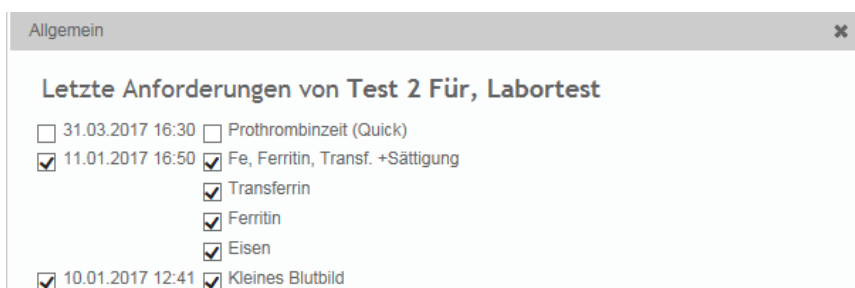 Allgemein
Letzte Anforderungen von Test 2 Für, Labortest
31.03.2017 16:30 Prothrombinzeit (Quick)
11.01.2017 16:50 Fe, Ferritin, Transf. +Sättigung
Transferrin
Ferritin
Eisen
10.01.2017 12:41 Kleines Blutbild